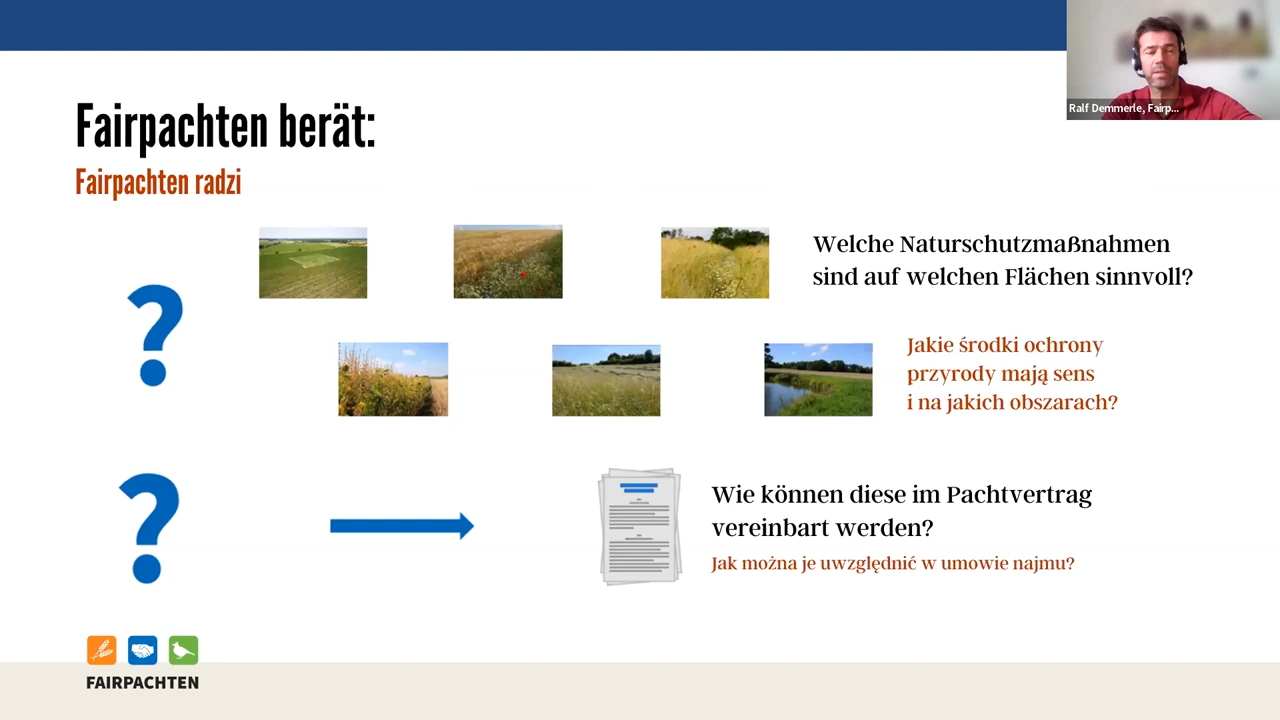 Ralf Demmerle, Fairp...
Fairpachten berät:
Fairpachten radzi
Welche Naturschutzmaßnahmen
sind auf welchen Flächen sinnvoll?
?
Jakie środki ochrony
przyrody mają sens
i na jakich obszarach?
?
Wie können diese im Pachtvertrag
vereinbart werden?
Jak można je uwzględnić w umowie najmu?
FAIRPACHTEN